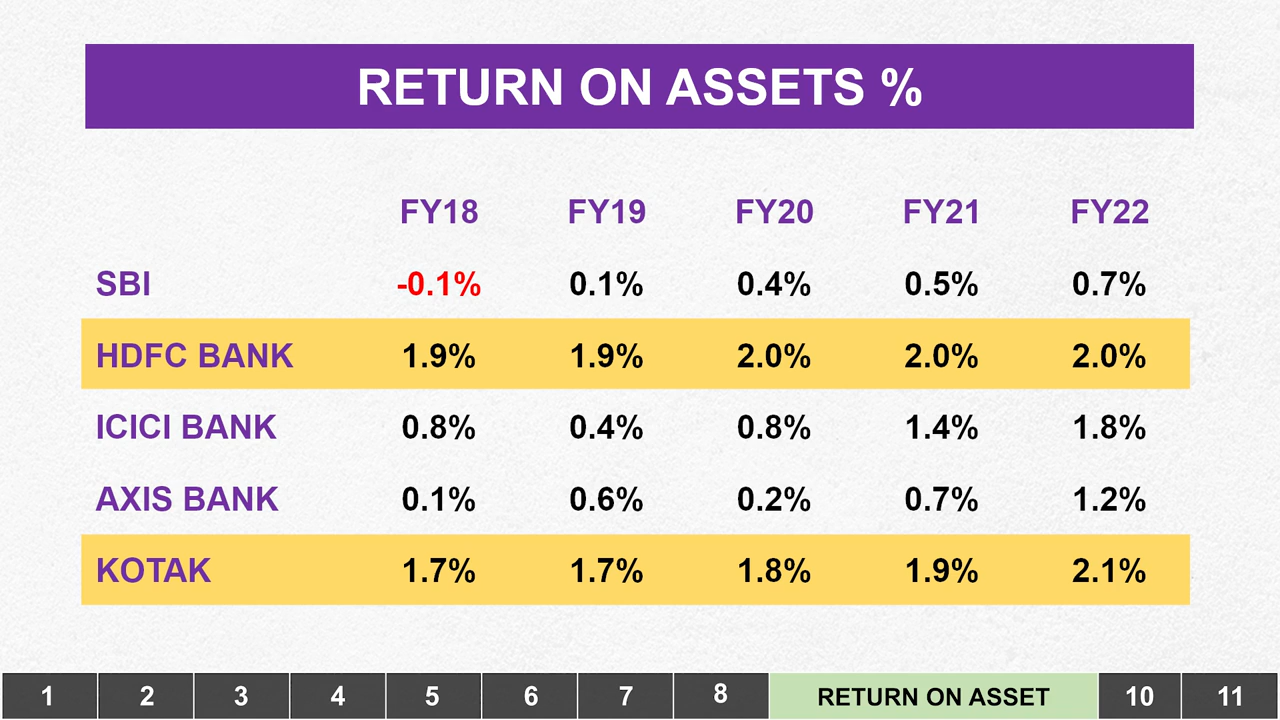 RETURN ON ASSETS %
FY18 FY19 FY20 FY21 FY22
SBI -0.1% 0.1% 0.4% 0.5% 0.7%
HDFC BANK 1.9% 1.9% 2.0% 2.0% 2.0%
ICICI BANK 0.8% 0.4% 0.8% 1.4% 1.8%
AXIS BANK 0.1% 0.6% 0.2% 0.7% 1.2%
KOTAK 1.7% 1.7% 1.8% 1.9% 2.1%
1 2 3 4 5 6 7 8 RETURN ON ASSET 10 11